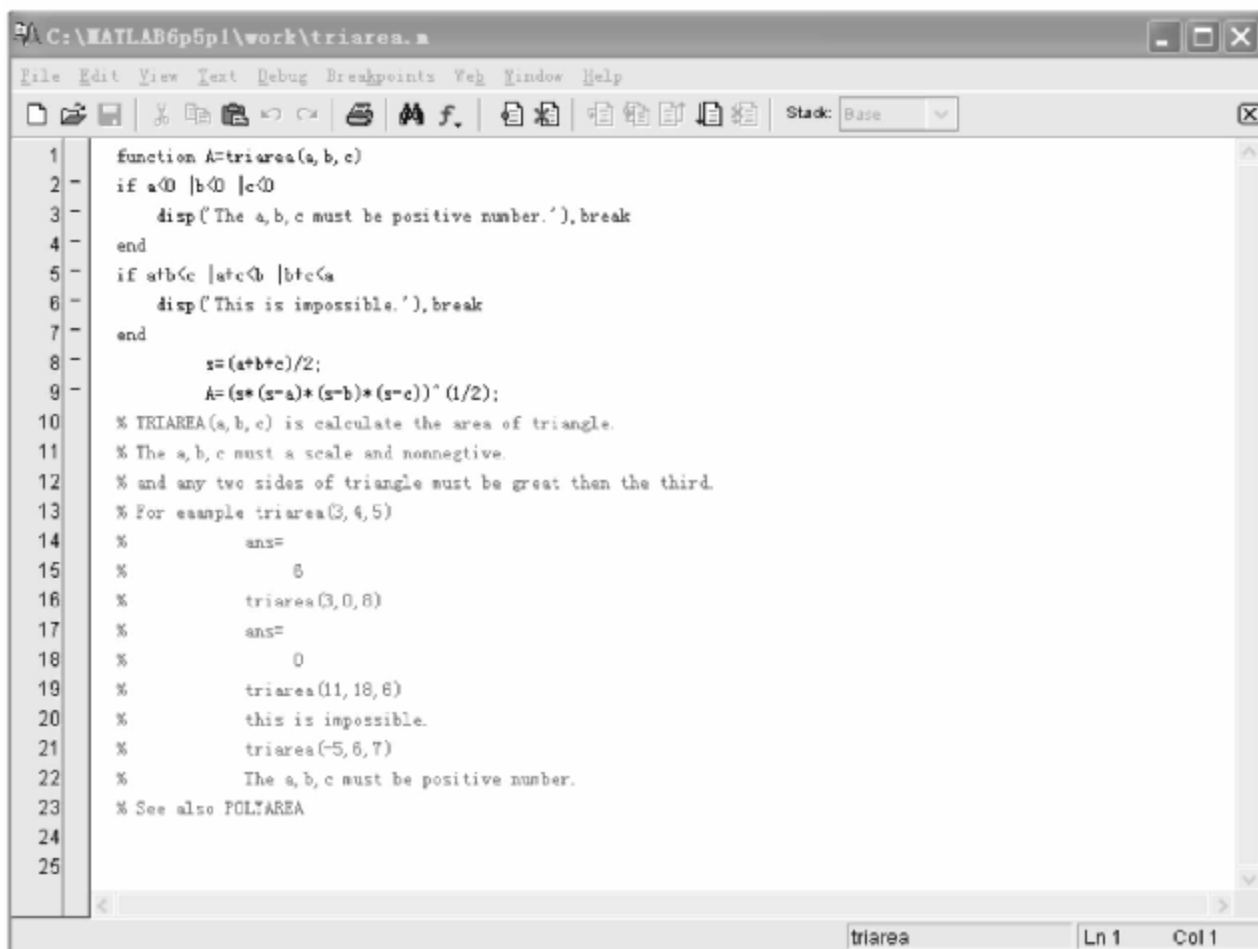 C:\MATLAB6p5p1\work\triarea.m
File Edit View Text Debug Breakpoints Web Window Help
Stack: Base
1 function A=triarea(a,b,c)
2 - if a<0 |b<0 |c<0
3 - disp('The a,b,c must be positive number.'),break
4 - end
5 - if a+b<c |a+c<b |b+c<a
6 - disp('This is impossible.'),break
7 - end
8 - s=(a+b+c)/2;
9 - A=(s*(s-a)*(s-b)*(s-c))^(1/2);
10 % TRIAREA(a,b,c) is calculate the area of triangle.
11 % The a,b,c must a scale and nonnegtive.
12 % and any two sides of triangle must be great then the third.
13 % For eaample triarea(3,4,5)
14 % ans=
15 % 6
16 % triarea(3,0,8)
17 % ans=
18 % 0
19 % triarea(11,18,6)
20 % this is impossible.
21 % triarea(-5,6,7)
22 % The a,b,c must be positive number.
23 % See also POLYAREA
24
25
triarea Ln 1 Col 1